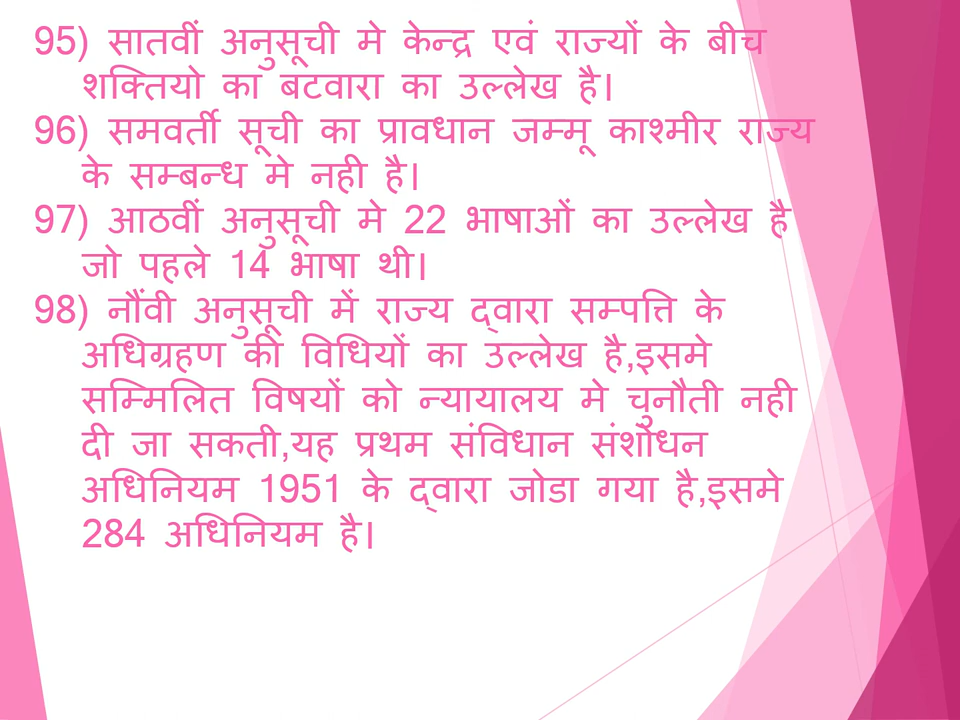 95) सातवीं अनुसूची मे केन्द्र एवं राज्यों के बीच
शक्तियो का बटवारा का उल्लेख है।
96) समवर्ती सूची का प्रावधान जम्मू काश्मीर राज्य
के सम्बन्ध मे नही है।
97) आठवीं अनुसूची मे 22 भाषाओं का उल्लेख है
जो पहले 14 भाषा थी।
98) नौंवी अनुसूची में राज्य द्वारा सम्पत्ति के
अधिग्रहण की विधियों का उल्लेख है,इसमे
सम्मिलित विषयों को न्यायालय मे चुनौती नही
दी जा सकती,यह प्रथम संविधान संशोधन
अधिनियम 1951 के द्वारा जोडा गया है,इसमे
284 अधिनियम है।